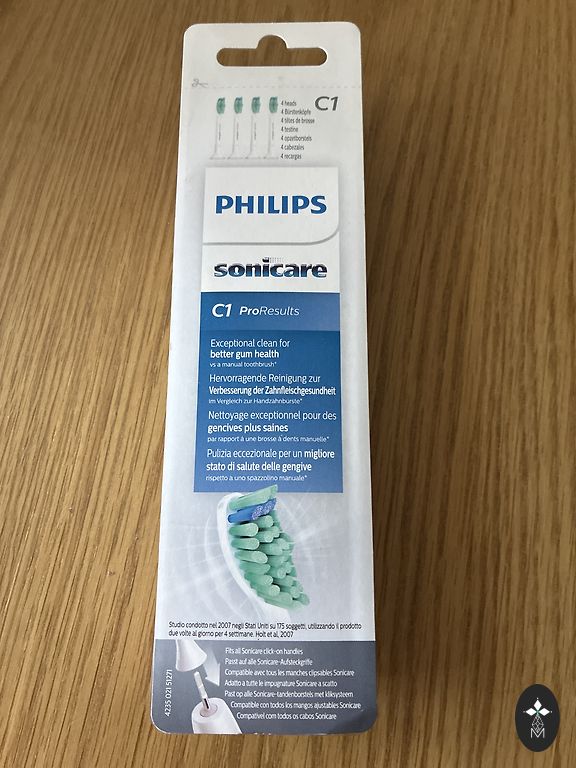 4 heads
4 Bürstenköpfe
4 têtes de brosse
4 testine
4 opzetborstels
4 cabezales
4 recargas
C1
PHILIPS
sonicare
C1 ProResults
Exceptional clean for
better gum health
vs a manual toothbrush*
Hervorragende Reinigung zur
Verbesserung der Zahnfleischgesundheit
im Vergleich zur Handzahnbürste*
Nettoyage exceptionnel pour des
gencives plus saines
par rapport à une brosse à dents manuelle*
Pulizia eccezionale per un migliore
stato di salute delle gengive
rispetto a uno spazzolino manuale*
Studio condotto nel 2007 negli Stati Uniti su 175 soggetti, utilizzando il prodotto
due volte al giorno per 4 settimane. Holt et al, 2007
Fits all Sonicare click-on handles
Passt auf alle Sonicare-Aufsteckgriffe
Compatible avec tous les manches clipsables Sonicare
Adatto a tutte le impugnature Sonicare a scatto
Past op alle Sonicare-tandenborstels met kliksysteem
Compatible con todos los mangos ajustables Sonicare
Compatível com todos os cabos Sonicare
4235 021 51271
M